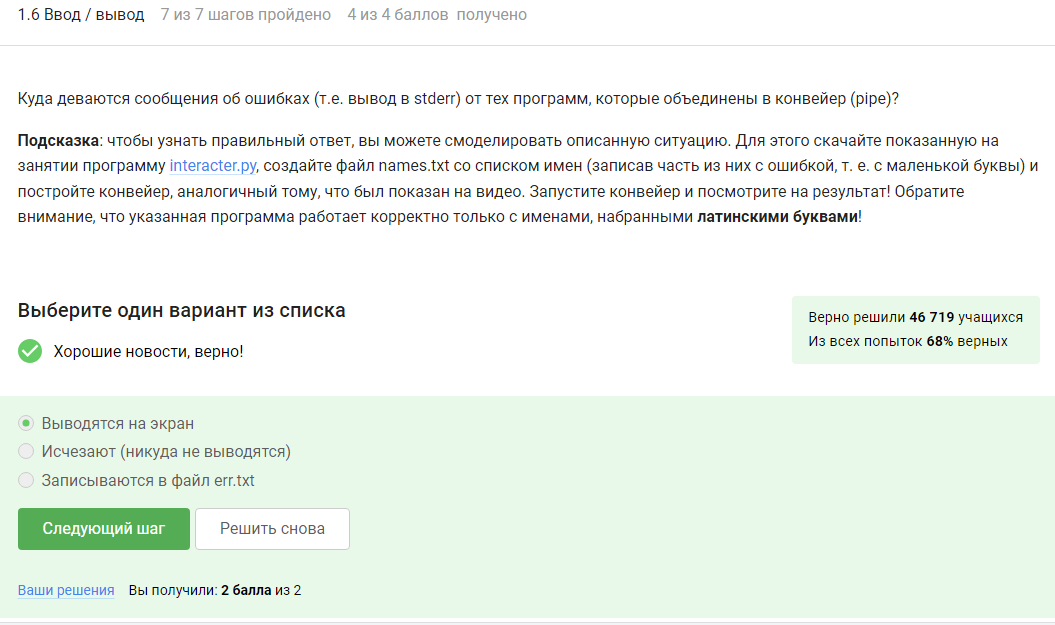 1.6 Ввод / вывод 7 из 7 шагов пройдено 4 из 4 баллов получено
Куда деваются сообщения об ошибках (т.е. вывод в stderr) от тех программ, которые объединены в конвейер (pipe)?
Подсказка: чтобы узнать правильный ответ, вы можете смоделировать описанную ситуацию. Для этого скачайте показанную на
занятии программу interacter.py, создайте файл names.txt со списком имен (записав часть из них с ошибкой, т. е. с маленькой буквы) и
постройте конвейер, аналогичный тому, что был показан на видео. Запустите конвейер и посмотрите на результат! Обратите
внимание, что указанная программа работает корректно только с именами, набранными латинскими буквами!
Выберите один вариант из списка
Верно решили 46 719 учащихся
Из всех попыток 68% верных
Хорошие новости, верно!
Выводятся на экран
Исчезают (никуда не выводятся)
Записываются в файл err.txt
Следующий шаг Решить снова
Ваши решения Вы получили: 2 балла из 2